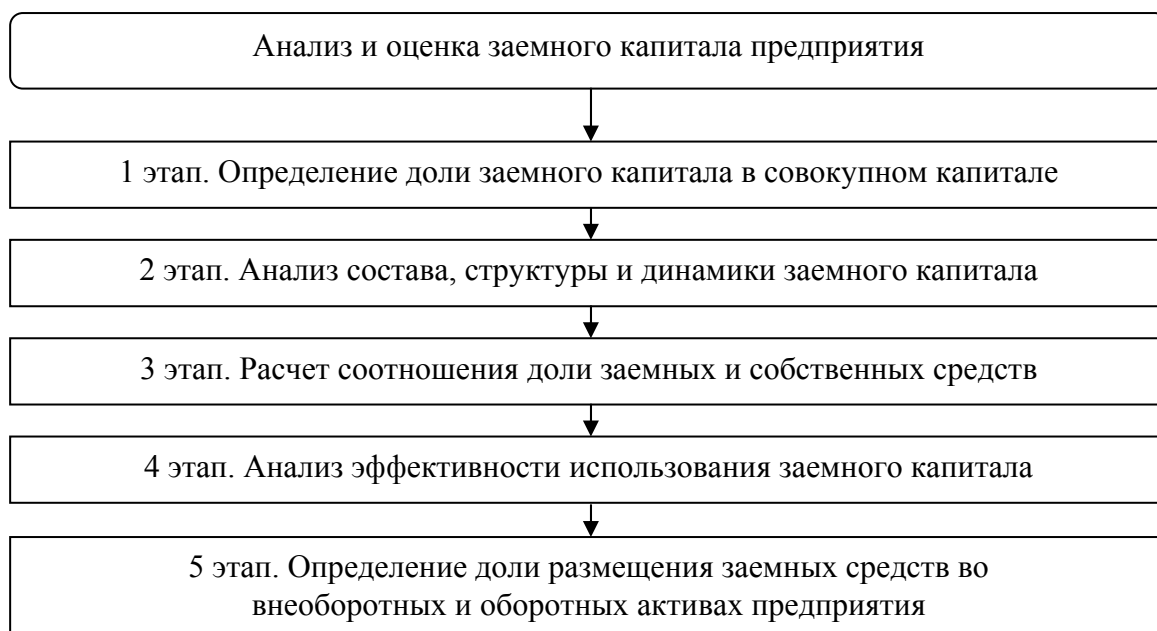 Анализ и оценка заемного капитала предприятия
1 этап. Определение доли заемного капитала в совокупном капитале
2 этап. Анализ состава, структуры и динамики заемного капитала
3 этап. Расчет соотношения доли заемных и собственных средств
4 этап. Анализ эффективности использования заемного капитала
5 этап. Определение доли размещения заемных средств во
внеоборотных и оборотных активах предприятия